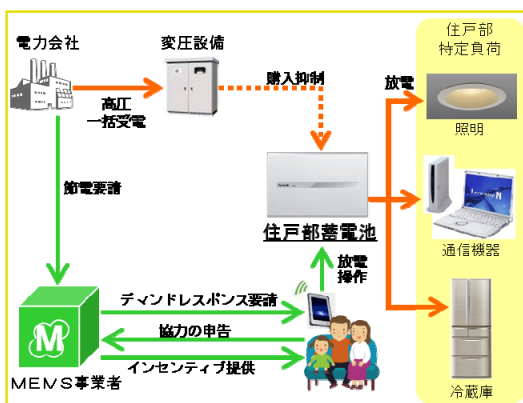 電力会社
変圧設備
住戸部
特定負荷
高圧
一括受電
購入抑制
放電
照明
節電要請
住戸部蓄電池
通信機器
放電
操作
ディマンドレスポンス要請
協力の申告
インセンティブ提供
M
MEMS事業者
冷蔵庫